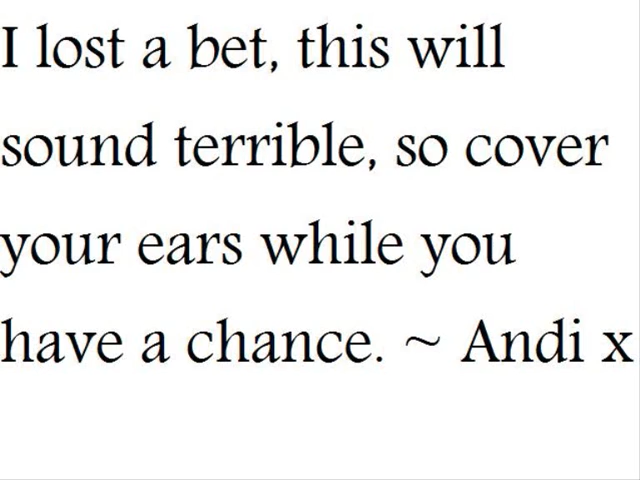 I lost a bet, this will
sound terrible, so cover
your ears while you
have a chance. ~ Andi x